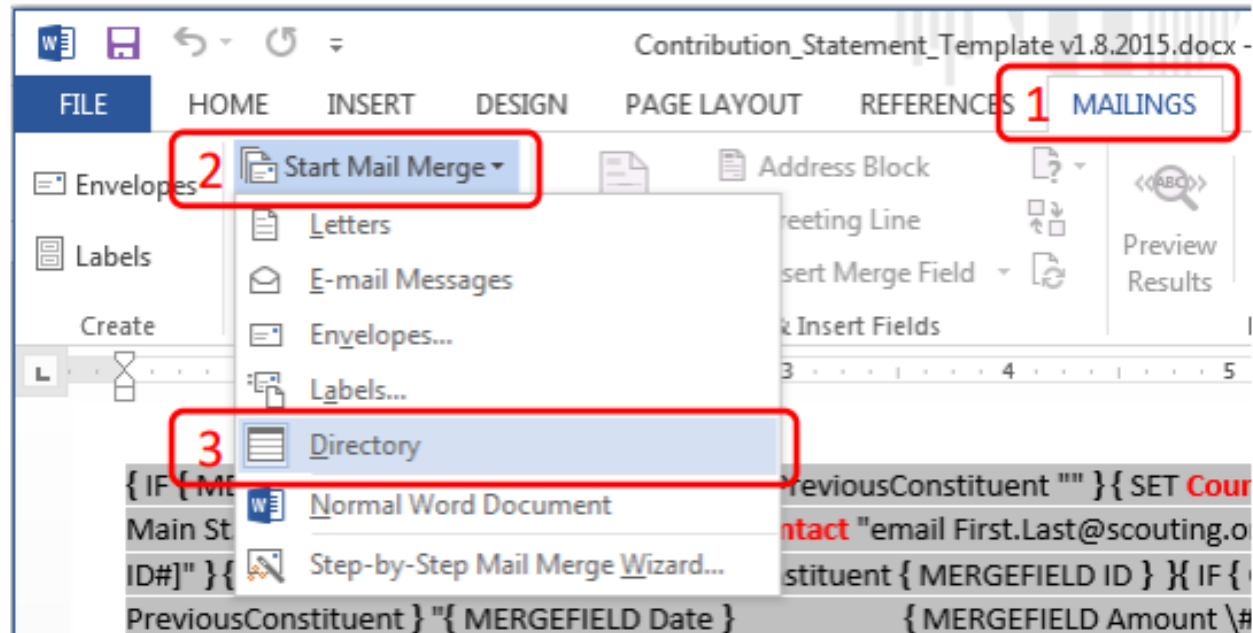 Contribution_Statement_Template v1.8.2015.docx -
FILE HOME INSERT DESIGN PAGE LAYOUT REFERENCES 1 MAILINGS
2 Start Mail Merge
Envelopes
Address Block
Letters
reeting Line
Labels
E-mail Messages
sert Merge Field
Preview
Results
Create
Envelopes...
& Insert Fields
L
3 4 5
Labels...
3 Directory
{ IF { ME PreviousConstituent "" } { SET Cour
Normal Word Document
Main St. ntact "email First.Last@scouting.o
Step-by-Step Mail Merge Wizard...
ID#]" } { stituent { MERGEFIELD ID } }{ IF {
PreviousConstituent } "{ MERGEFIELD Date } { MERGEFIELD Amount \#